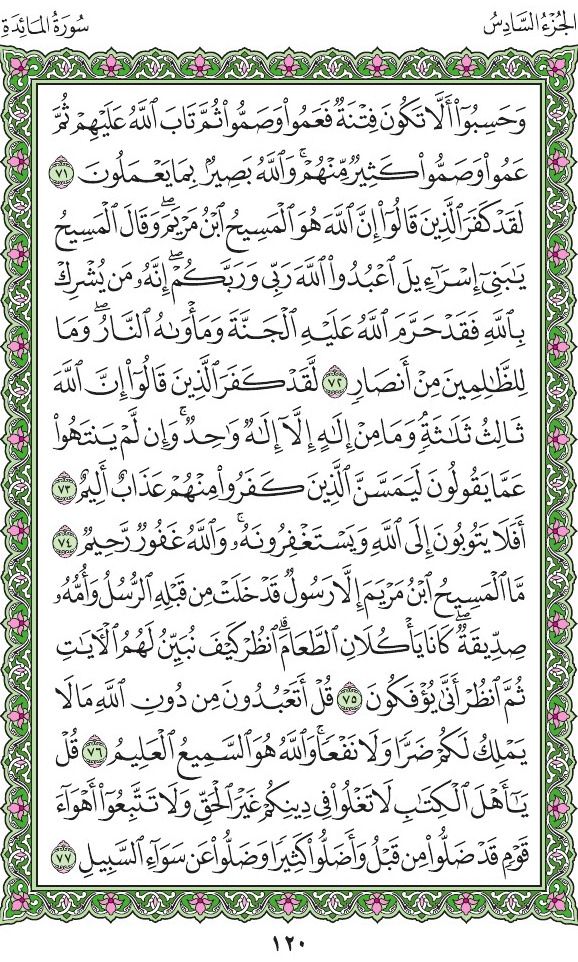 الجُزْءُ السَّادِسُ
سُورَةُ المَائِدَةِ
وَحَسِبُوٓا۟ أَلَّا تَكُونَ فِتْنَةٌ فَعَمُوا۟ وَصَمُّوا۟ ثُمَّ تَابَ ٱللَّهُ عَلَيْهِمْ ثُمَّ
عَمُوا۟ وَصَمُّوا۟ كَثِيرٌ مِّنْهُمْ ۚ وَٱللَّهُ بَصِيرٌۢ بِمَا يَعْمَلُونَ ٧١
لَقَدْ كَفَرَ ٱلَّذِينَ قَالُوٓا۟ إِنَّ ٱللَّهَ هُوَ ٱلْمَسِيحُ ٱبْنُ مَرْيَمَ ۖ وَقَالَ ٱلْمَسِيحُ
يَـٰبَنِىٓ إِسْرَٰٓءِيلَ ٱعْبُدُوا۟ ٱللَّهَ رَبِّى وَرَبَّكُمْ ۖ إِنَّهُۥ مَن يُشْرِكْ
بِٱللَّهِ فَقَدْ حَرَّمَ ٱللَّهُ عَلَيْهِ ٱلْجَنَّةَ وَمَأْوَىٰهُ ٱلنَّارُ ۖ وَمَا
لِلظَّـٰلِمِينَ مِنْ أَنصَارٍ ٧٢ لَّقَدْ كَفَرَ ٱلَّذِينَ قَالُوٓا۟ إِنَّ ٱللَّهَ
ثَالِثُ ثَلَـٰثَةٍ ۘ وَمَا مِنْ إِلَـٰهٍ إِلَّآ إِلَـٰهٌ وَٰحِدٌ ۚ وَإِن لَّمْ يَنتَهُوا۟
عَمَّا يَقُولُونَ لَيَمَسَّنَّ ٱلَّذِينَ كَفَرُوا۟ مِنْهُمْ عَذَابٌ أَلِيمٌ ٧٣
أَفَلَا يَتُوبُونَ إِلَى ٱللَّهِ وَيَسْتَغْفِرُونَهُۥ ۚ وَٱللَّهُ غَفُورٌ رَّحِيمٌ ٧٤
مَّا ٱلْمَسِيحُ ٱبْنُ مَرْيَمَ إِلَّا رَسُولٌ قَدْ خَلَتْ مِن قَبْلِهِ ٱلرُّسُلُ وَأُمُّهُۥ
صِدِّيقَةٌ ۖ كَانَا يَأْكُلَانِ ٱلطَّعَامَ ۗ ٱنظُرْ كَيْفَ نُبَيِّنُ لَهُمُ ٱلْـَٔايَـٰتِ
ثُمَّ ٱنظُرْ أَنَّىٰ يُؤْفَكُونَ ٧٥ قُلْ أَتَعْبُدُونَ مِن دُونِ ٱللَّهِ مَا لَا
يَمْلِكُ لَكُمْ ضَرًّا وَلَا نَفْعًا ۚ وَٱللَّهُ هُوَ ٱلسَّمِيعُ ٱلْعَلِيمُ ٧٦ قُلْ
يَـٰٓأَهْلَ ٱلْكِتَـٰبِ لَا تَغْلُوا۟ فِى دِينِكُمْ غَيْرَ ٱلْحَقِّ وَلَا تَتَّبِعُوٓا۟ أَهْوَآءَ
قَوْمٍ قَدْ ضَلُّوا۟ مِن قَبْلُ وَأَضَلُّوا۟ كَثِيرًا وَضَلُّوا۟ عَن سَوَآءِ ٱلسَّبِيلِ ٧٧
١٢٠